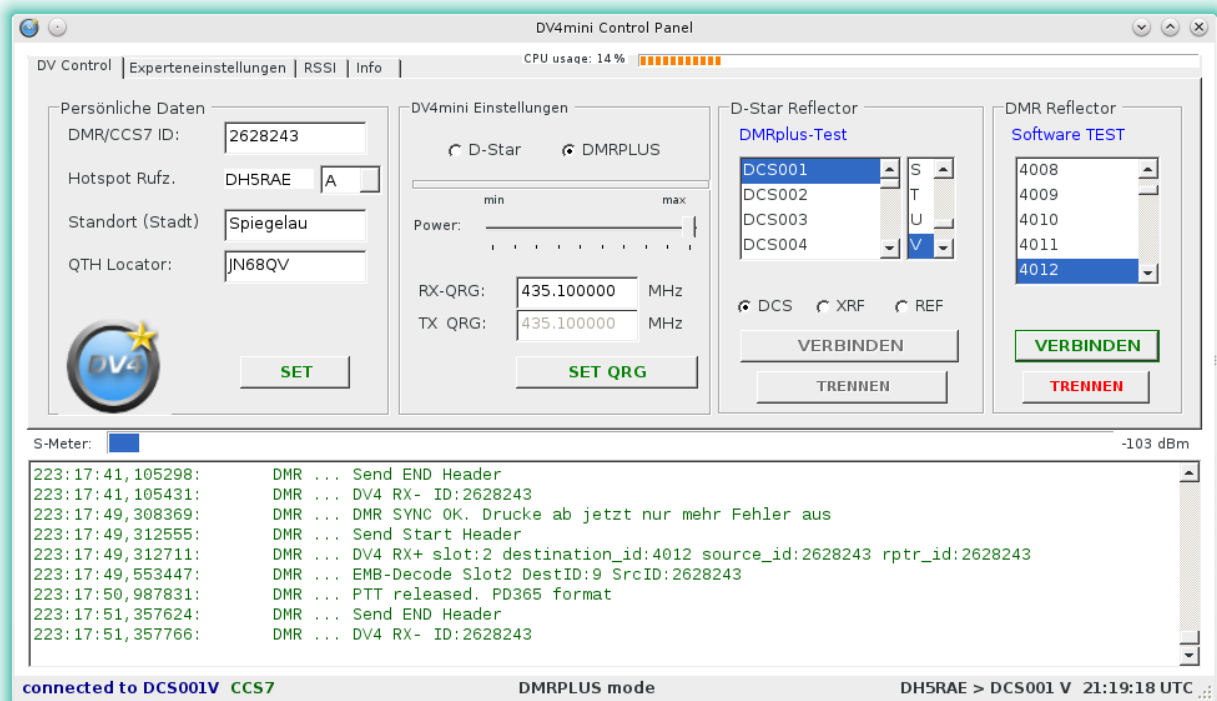 DV4mini Control Panel
DV Control Experteneinstellungen RSSI Info CPU usage: 14 %
Persönliche Daten
DMR/CCS7 ID: 2628243
Hotspot Rufz. DH5RAE A
Standort (Stadt) Spiegelau
QTH Locator: JN68QV
DV4
SET
DV4mini Einstellungen
D-Star DMRPLUS
min max
Power:
RX-QRG: 435.100000 MHz
TX QRG: 435.100000 MHz
SET QRG
D-Star Reflector
DMRplus-Test
DCS001 S
DCS002 T
DCS003 U
DCS004 V
DCS XRF REF
VERBINDEN
TRENNEN
DMR Reflector
Software TEST
4008
4009
4010
4011
4012
VERBINDEN
TRENNEN
S-Meter: -103 dBm
223:17:41,105298: DMR ... Send END Header
223:17:41,105431: DMR ... DV4 RX- ID:2628243
223:17:49,308369: DMR ... DMR SYNC OK. Drucke ab jetzt nur mehr Fehler aus
223:17:49,312555: DMR ... Send Start Header
223:17:49,312711: DMR ... DV4 RX+ slot:2 destination_id:4012 source_id:2628243 rptr_id:2628243
223:17:49,553447: DMR ... EMB-Decode Slot2 DestID:9 SrcID:2628243
223:17:50,987831: DMR ... PTT released. PD365 format
223:17:51,357624: DMR ... Send END Header
223:17:51,357766: DMR ... DV4 RX- ID:2628243
connected to DCS001V CCS7 DMRPLUS mode DH5RAE > DCS001 V 21:19:18 UTC